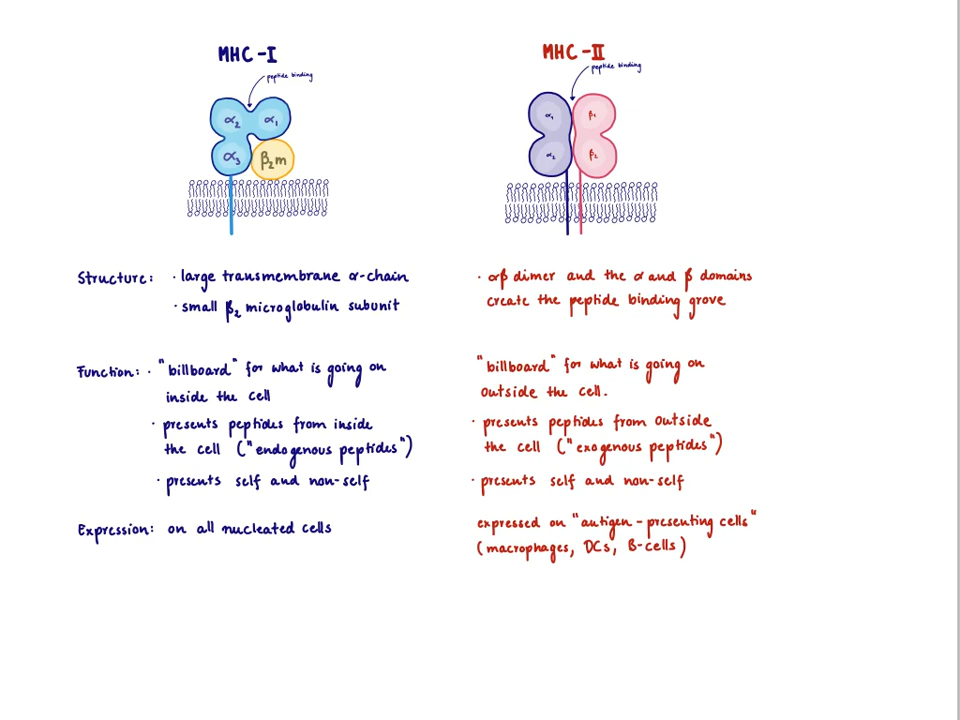 MHC-I
peptide binding
α₂ α₁
α₃ β₂m
Structure: · large transmembrane α-chain
· small β₂ microglobulin subunit
Function: · "billboard" for what is going on
inside the cell
· presents peptides from inside
the cell ("endogenous peptides")
· presents self and non-self
Expression: on all nucleated cells
MHC-II
peptide binding
α₁ β₁
α₂ β₂
· αβ dimer and the α and β domains
create the peptide binding grove
"billboard" for what is going on
outside the cell.
· presents peptides from outside
the cell ("exogenous peptides")
· presents self and non-self
expressed on "antigen-presenting cells"
(macrophages, DCs, B-cells)